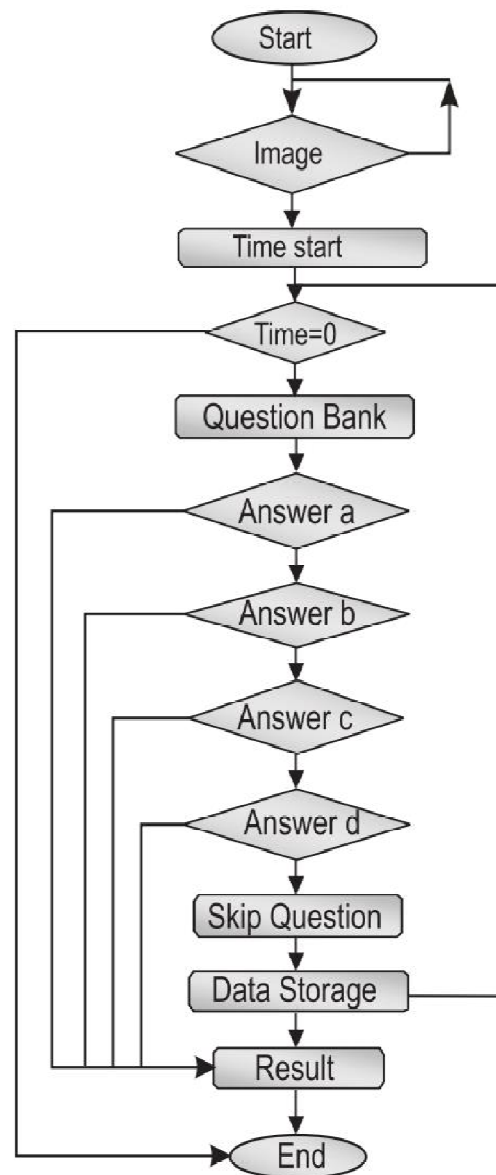 Start
Image
Time start
Time=0
Question Bank
Answer a
Answer b
Answer c
Answer d
Skip Question
Data Storage
Result
End